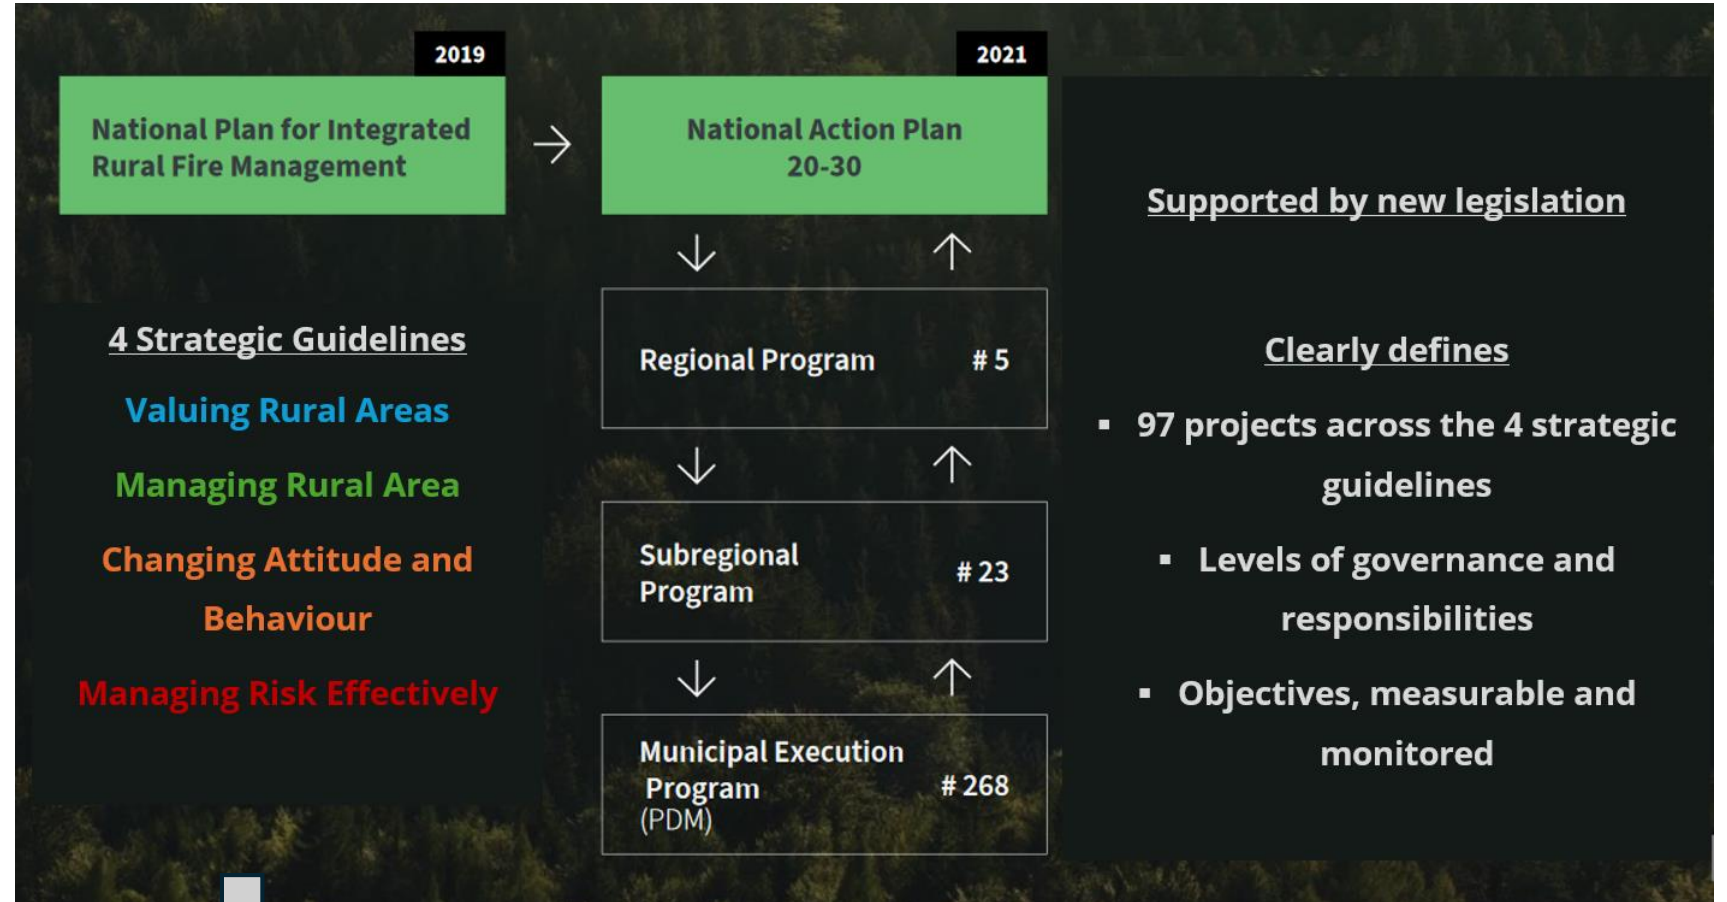 2019
National Plan for Integrated
Rural Fire Management
→
2021
National Action Plan
20-30
↓ ↑
Regional Program # 5
↓ ↑
Subregional
Program
# 23
↓ ↑
Municipal Execution
Program
(PDM)
# 268
4 Strategic Guidelines
Valuing Rural Areas
Managing Rural Area
Changing Attitude and
Behaviour
Managing Risk Effectively
Supported by new legislation
Clearly defines
▪ 97 projects across the 4 strategic
guidelines
▪ Levels of governance and
responsibilities
▪ Objectives, measurable and
monitored